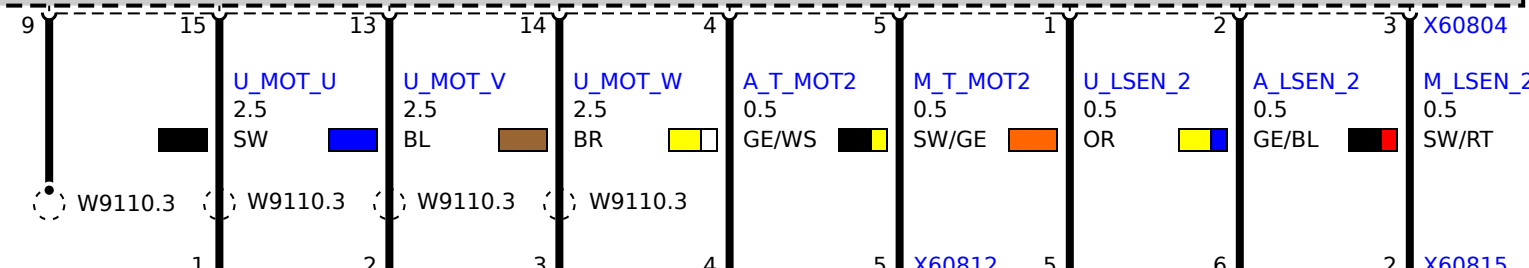 9 15 13 14 4 5 1 2 3 X60804
U_MOT_U U_MOT_V U_MOT_W A_T_MOT2 M_T_MOT2 U_LSEN_2 A_LSEN_2 M_LSEN_2
2.5 2.5 2.5 0.5 0.5 0.5 0.5 0.5
SW BL BR GE/WS SW/GE OR GE/BL SW/RT
W9110.3 W9110.3 W9110.3 W9110.3
1 2 3 4 5 X60812 5 6 2 X60815